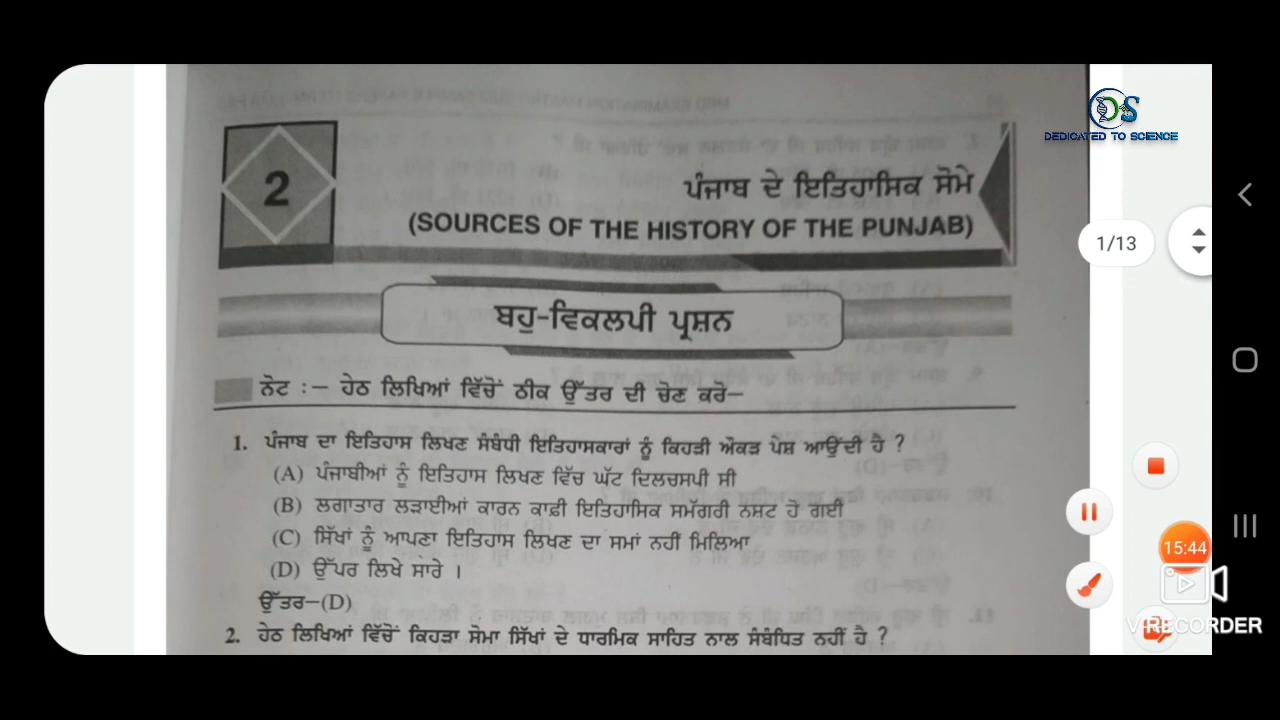 DS
DEDICATED TO SCIENCE
2
ਪੰਜਾਬ ਦੇ ਇਤਿਹਾਸਿਕ ਸੋਮੇ
(SOURCES OF THE HISTORY OF THE PUNJAB)
1/13
ਬਹੁ-ਵਿਕਲਪੀ ਪ੍ਰਸ਼ਨ
ਨੋਟ :– ਹੇਠ ਲਿਖਿਆਂ ਵਿੱਚੋਂ ਠੀਕ ਉੱਤਰ ਦੀ ਚੋਣ ਕਰੋ–
1. ਪੰਜਾਬ ਦਾ ਇਤਿਹਾਸ ਲਿਖਣ ਸੰਬੰਧੀ ਇਤਿਹਾਸਕਾਰਾਂ ਨੂੰ ਕਿਹੜੀ ਔਕੜ ਪੇਸ਼ ਆਉਂਦੀ ਹੈ ?
(A) ਪੰਜਾਬੀਆਂ ਨੂੰ ਇਤਿਹਾਸ ਲਿਖਣ ਵਿੱਚ ਘੱਟ ਦਿਲਚਸਪੀ ਸੀ
(B) ਲਗਾਤਾਰ ਲੜਾਈਆਂ ਕਾਰਨ ਕਾਫ਼ੀ ਇਤਿਹਾਸਿਕ ਸਮੱਗਰੀ ਨਸ਼ਟ ਹੋ ਗਈ
(C) ਸਿੱਖਾਂ ਨੂੰ ਆਪਣਾ ਇਤਿਹਾਸ ਲਿਖਣ ਦਾ ਸਮਾਂ ਨਹੀਂ ਮਿਲਿਆ
(D) ਉੱਪਰ ਲਿਖੇ ਸਾਰੇ ।
ਉੱਤਰ–(D)
2. ਹੇਠ ਲਿਖਿਆਂ ਵਿੱਚੋਂ ਕਿਹੜਾ ਸੋਮਾ ਸਿੱਖਾਂ ਦੇ ਧਾਰਮਿਕ ਸਾਹਿਤ ਨਾਲ ਸੰਬੰਧਿਤ ਨਹੀਂ ਹੈ ?
15:44
V-RECORDER